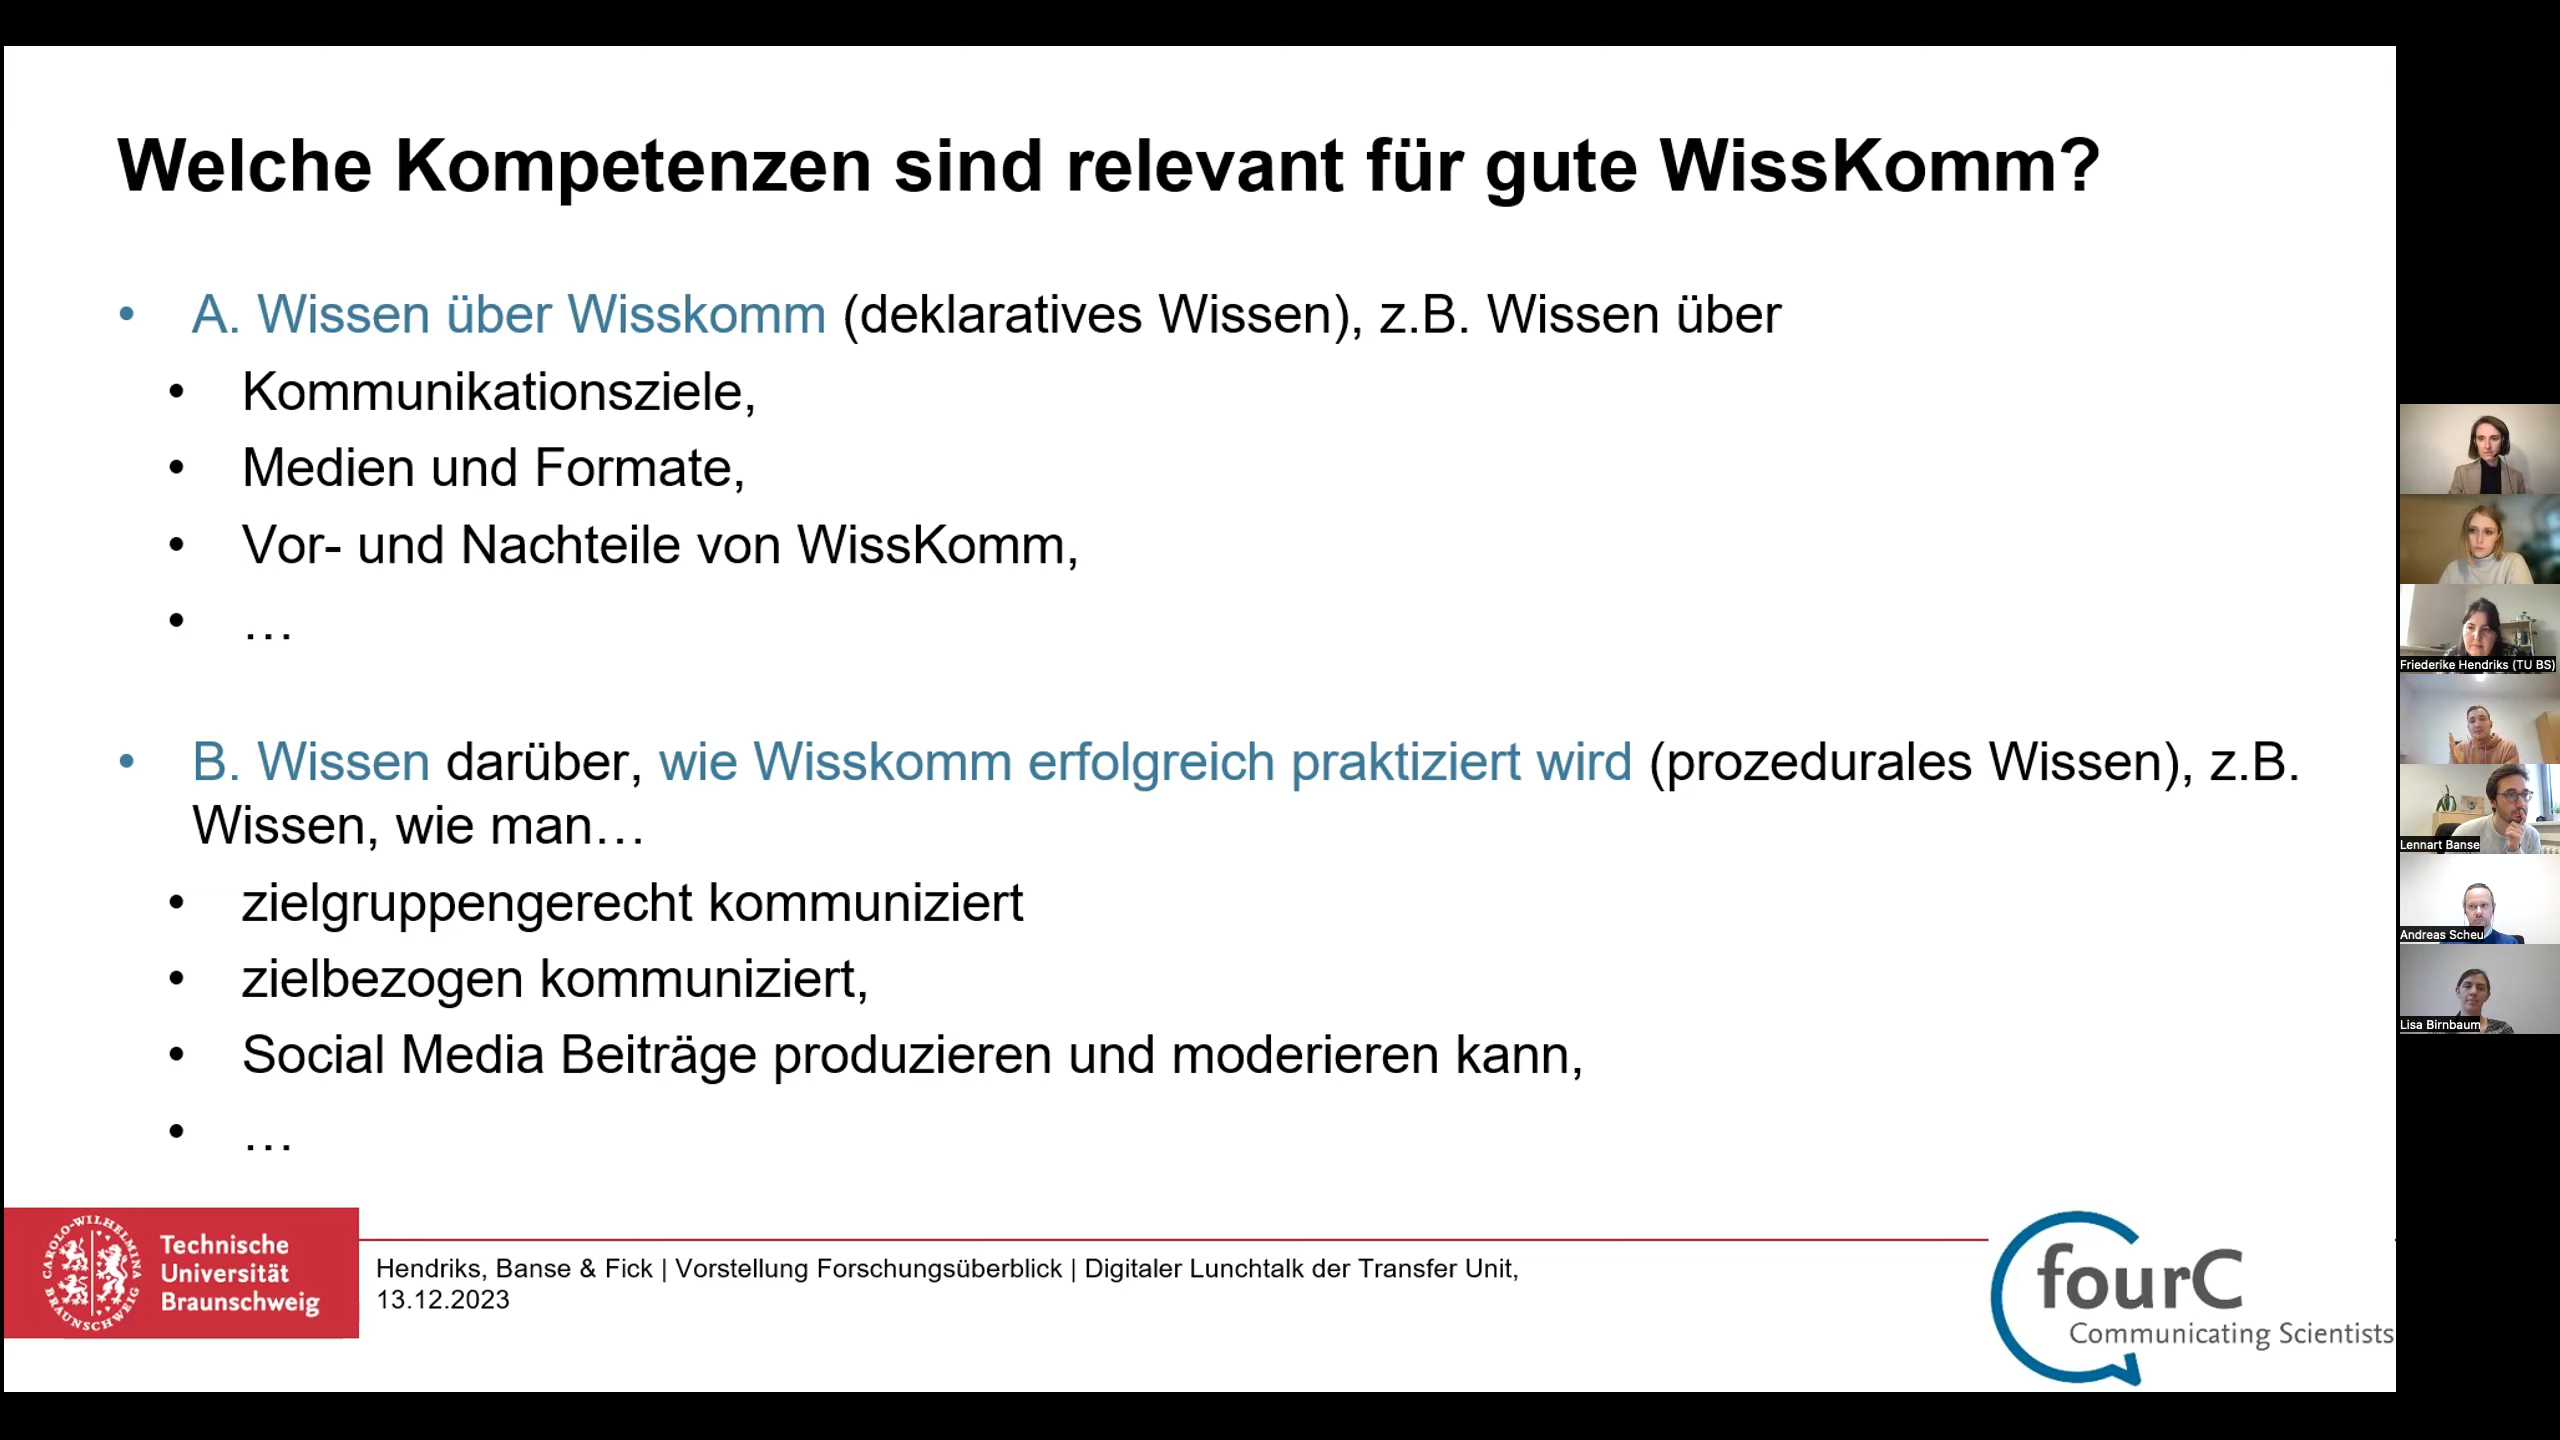 Welche Kompetenzen sind relevant für gute WissKomm?
• A. Wissen über Wisskomm (deklaratives Wissen), z.B. Wissen über
• Kommunikationsziele,
• Medien und Formate,
• Vor- und Nachteile von WissKomm,
• …
• B. Wissen darüber, wie Wisskomm erfolgreich praktiziert wird (prozedurales Wissen), z.B.
Wissen, wie man…
• zielgruppengerecht kommuniziert
• zielbezogen kommuniziert,
• Social Media Beiträge produzieren und moderieren kann,
• …
CAROLO-WILHELMINA
BRAUNSCHWEIG
Technische
Universität
Braunschweig
Hendriks, Banse & Fick | Vorstellung Forschungsüberblick | Digitaler Lunchtalk der Transfer Unit,
13.12.2023
fourC
Communicating Scientists
Friederike Hendriks (TU BS)
Lennart Banse
Andreas Scheu
Lisa Birnbaum